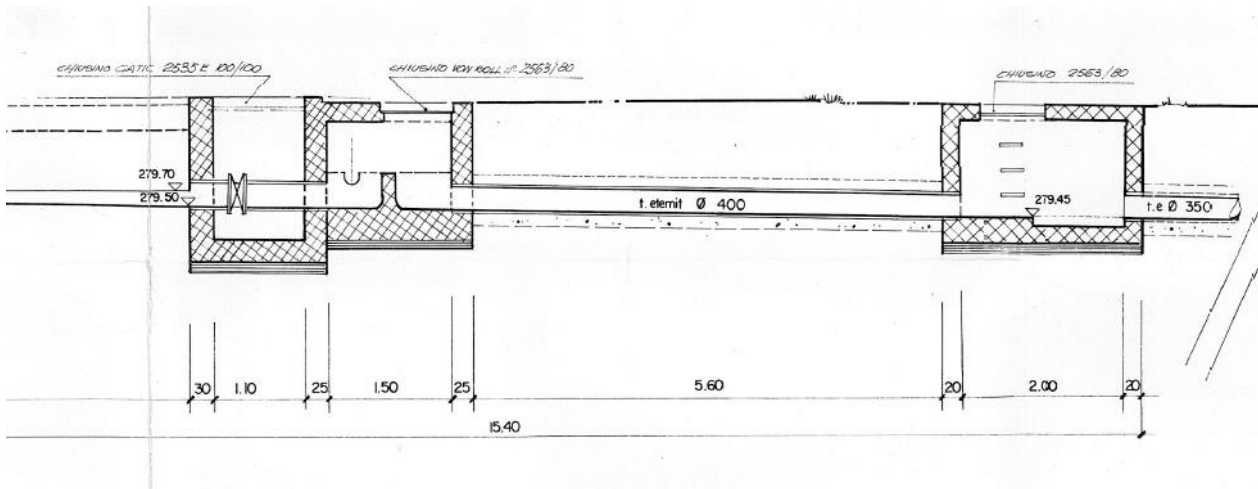 CHIUSINO GATIC 2535 E 100/100
CHIUSINO VON ROLL n° 2563/80
CHIUSINO 2563/80
279.70
279.50
t. eternit Ø 400
279.45
t.e Ø 350
30 1.10 25 1.50 25 5.60 20 2.00 20
15.40